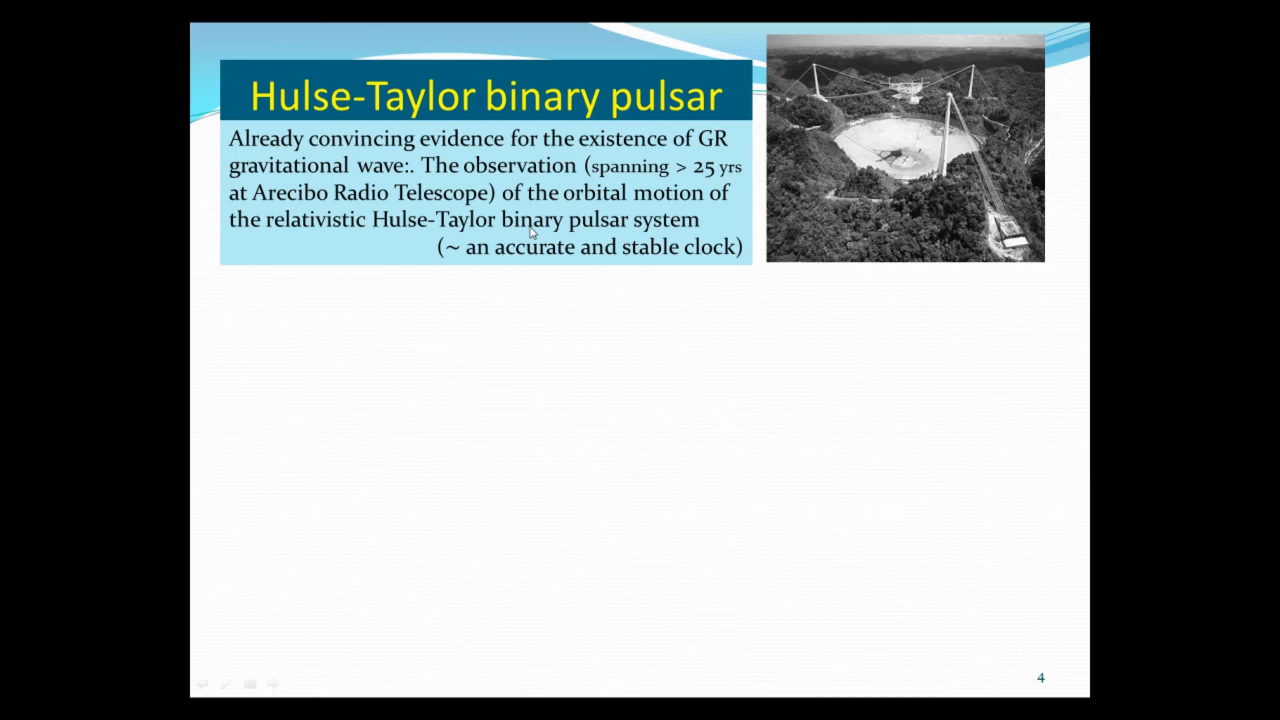 Hulse-Taylor binary pulsar
Already convincing evidence for the existence of GR
gravitational wave:. The observation (spanning > 25 yrs
at Arecibo Radio Telescope) of the orbital motion of
the relativistic Hulse-Taylor binary pulsar system
(~ an accurate and stable clock)
4